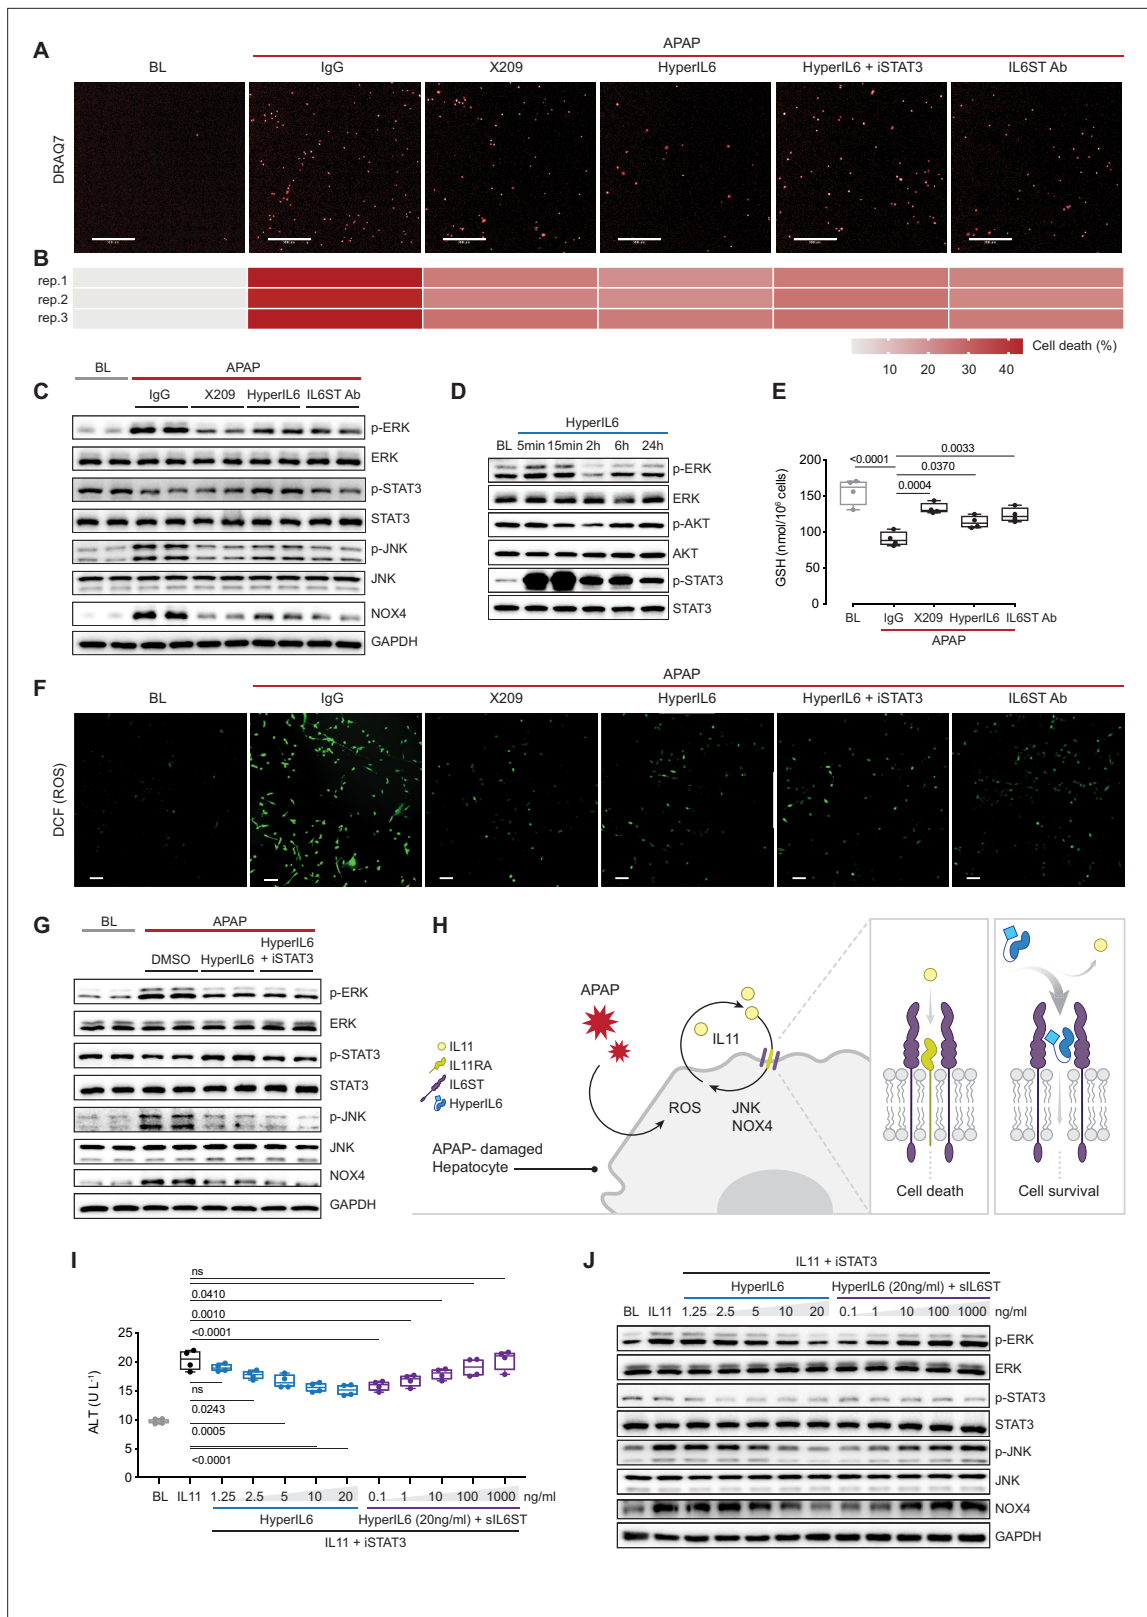 A
APAP
BL
IgG
X209
HyperIL6
HyperIL6 + iSTAT3
IL6ST Ab
DRAQ7
B
rep.1
rep.2
rep.3
Cell death (%)
10 20 30 40
C
BL
APAP
IgG
X209
HyperIL6
IL6ST Ab
p-ERK
ERK
p-STAT3
STAT3
p-JNK
JNK
NOX4
GAPDH
D
HyperIL6
BL 5min 15min 2h 6h 24h
p-ERK
ERK
p-AKT
AKT
p-STAT3
STAT3
E
GSH (nmol/10⁶ cells)
200
150
100
50
0
<0.0001
0.0033
0.0370
0.0004
BL
IgG X209 HyperIL6 IL6ST Ab
APAP
F
APAP
BL
IgG
X209
HyperIL6
HyperIL6 + iSTAT3
IL6ST Ab
DCF (ROS)
G
BL
APAP
DMSO
HyperIL6
HyperIL6
+ iSTAT3
p-ERK
ERK
p-STAT3
STAT3
p-JNK
JNK
NOX4
GAPDH
H
APAP
IL11
IL11
IL11RA
IL6ST
HyperIL6
ROS
JNK
NOX4
APAP- damaged
Hepatocyte
Cell death
Cell survival
I
ns
0.0410
0.0010
<0.0001
ALT (U L⁻¹)
25
20
15
10
5
0
ns
0.0243
0.0005
<0.0001
BL IL11 1.25 2.5 5 10 20 0.1 1 10 100 1000 ng/ml
HyperIL6
HyperIL6 (20ng/ml) + sIL6ST
IL11 + iSTAT3
J
IL11 + iSTAT3
HyperIL6
HyperIL6 (20ng/ml) + sIL6ST
BL IL11 1.25 2.5 5 10 20 0.1 1 10 100 1000 ng/ml
p-ERK
ERK
p-STAT3
STAT3
p-JNK
JNK
NOX4
GAPDH